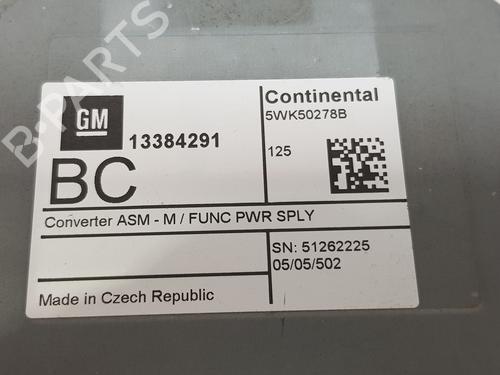 B-PARTS
GM
13384291
BC
Continental
5WK50278B
125
Converter ASM - M / FUNC PWR SPLY
SN: 51262225
05/05/502
Made in Czech Republic